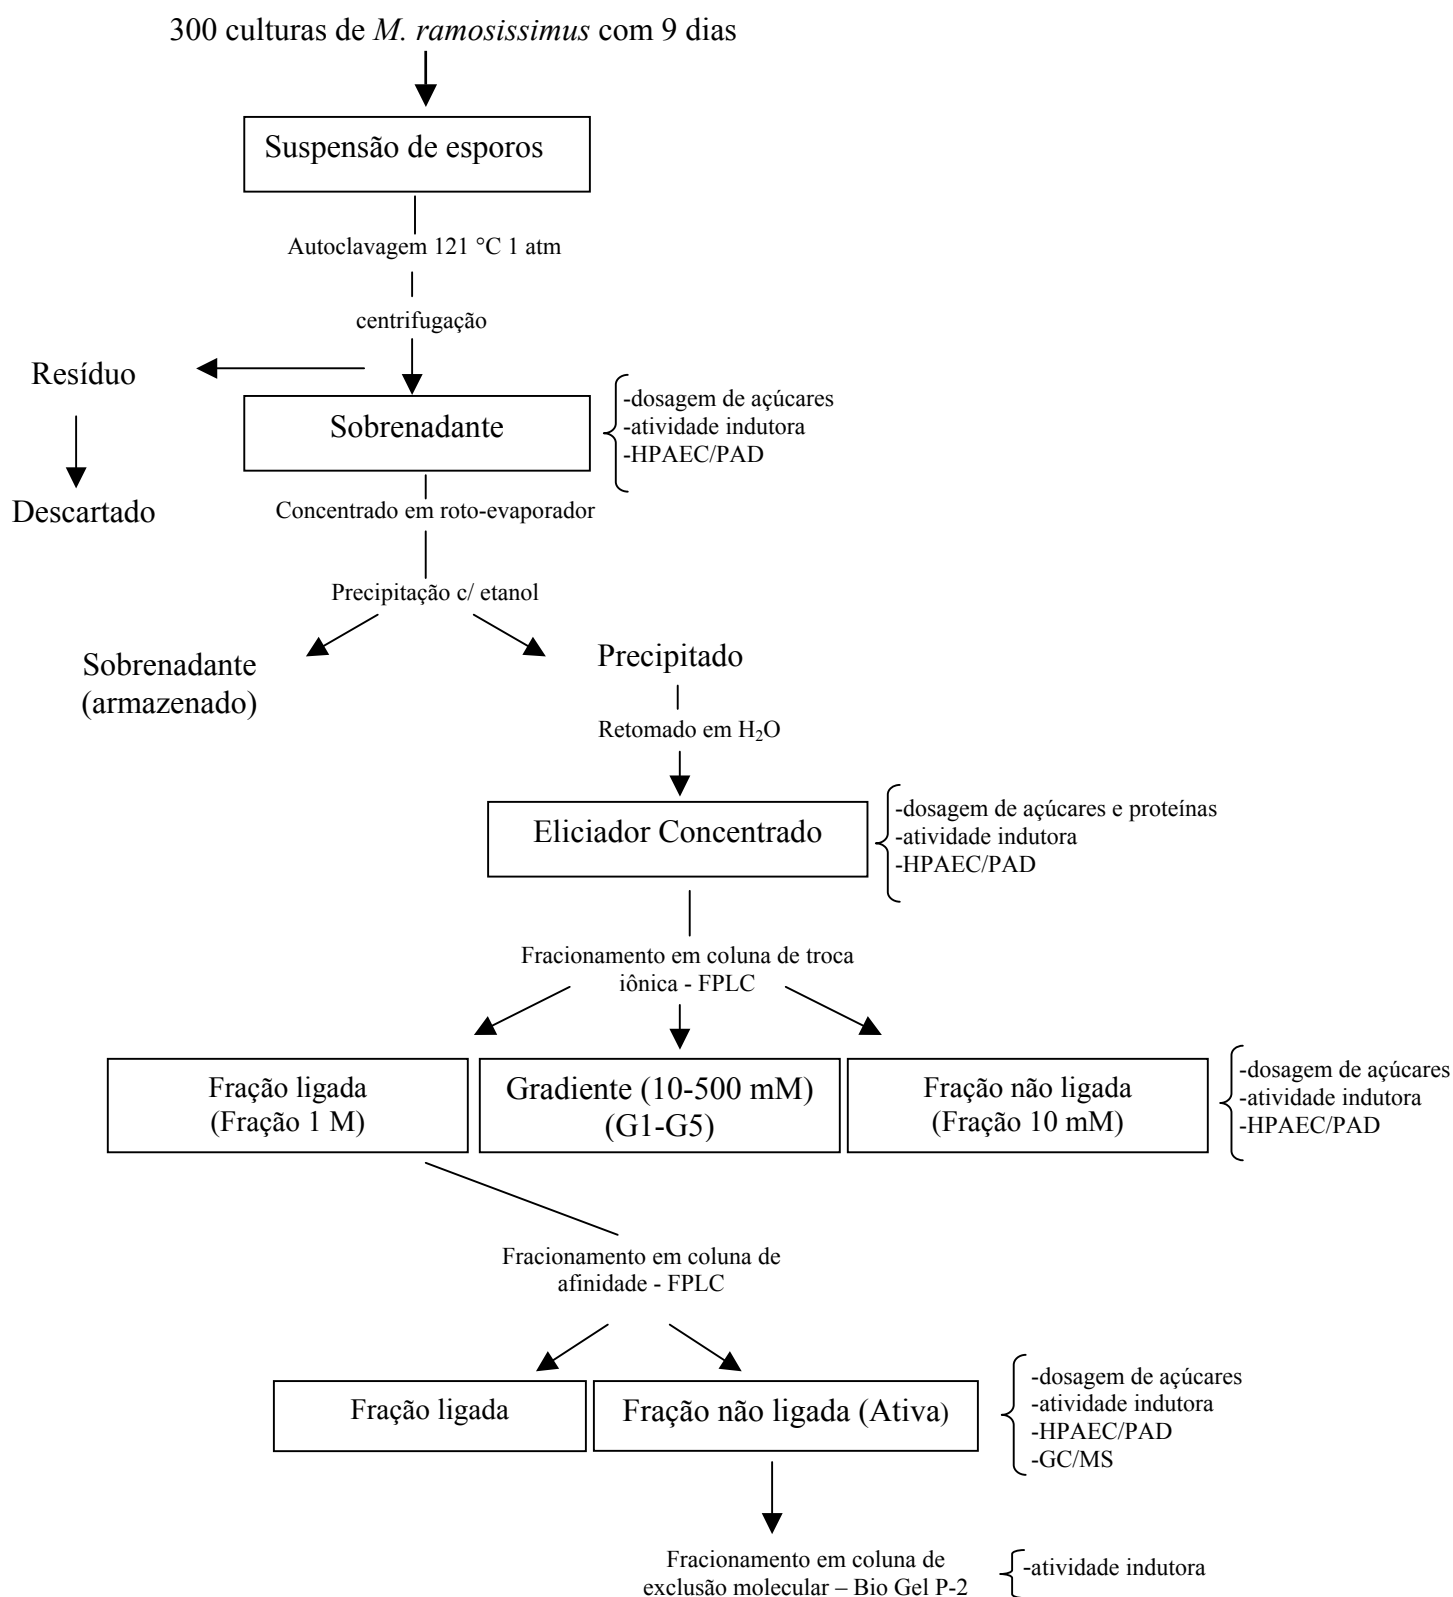 300 culturas de M. ramosissimus com 9 dias
Suspensão de esporos
Autoclavagem 121 °C 1 atm
centrifugação
Resíduo
Descartado
Sobrenadante
-dosagem de açúcares
-atividade indutora
-HPAEC/PAD
Concentrado em roto-evaporador
Precipitação c/ etanol
Sobrenadante
(armazenado)
Precipitado
Retomado em H₂O
Eliciador Concentrado
-dosagem de açúcares e proteínas
-atividade indutora
-HPAEC/PAD
Fracionamento em coluna de troca
iônica - FPLC
Fração ligada
(Fração 1 M)
Gradiente (10-500 mM)
(G1-G5)
Fração não ligada
(Fração 10 mM)
-dosagem de açúcares
-atividade indutora
-HPAEC/PAD
Fracionamento em coluna de
afinidade - FPLC
Fração ligada
Fração não ligada (Ativa)
-dosagem de açúcares
-atividade indutora
-HPAEC/PAD
-GC/MS
Fracionamento em coluna de
exclusão molecular – Bio Gel P-2
-atividade indutora